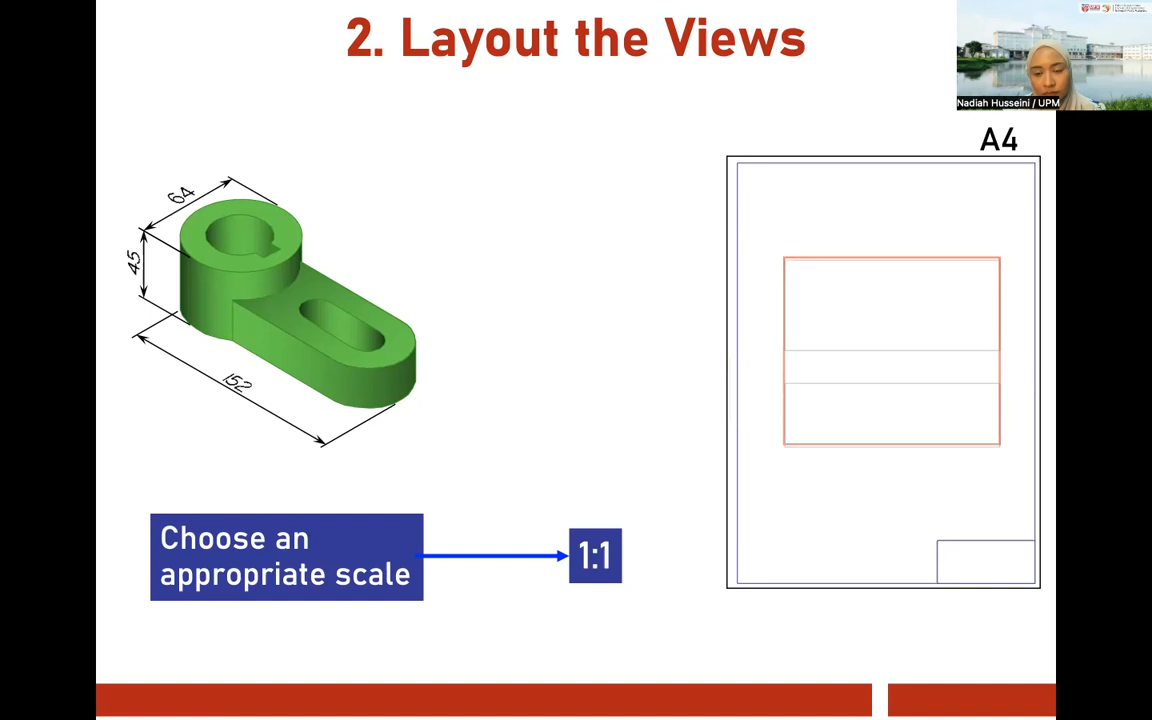 2. Layout the Views
Nadiah Husseini / UPM
A4
64
45
152
Choose an
appropriate scale
1:1